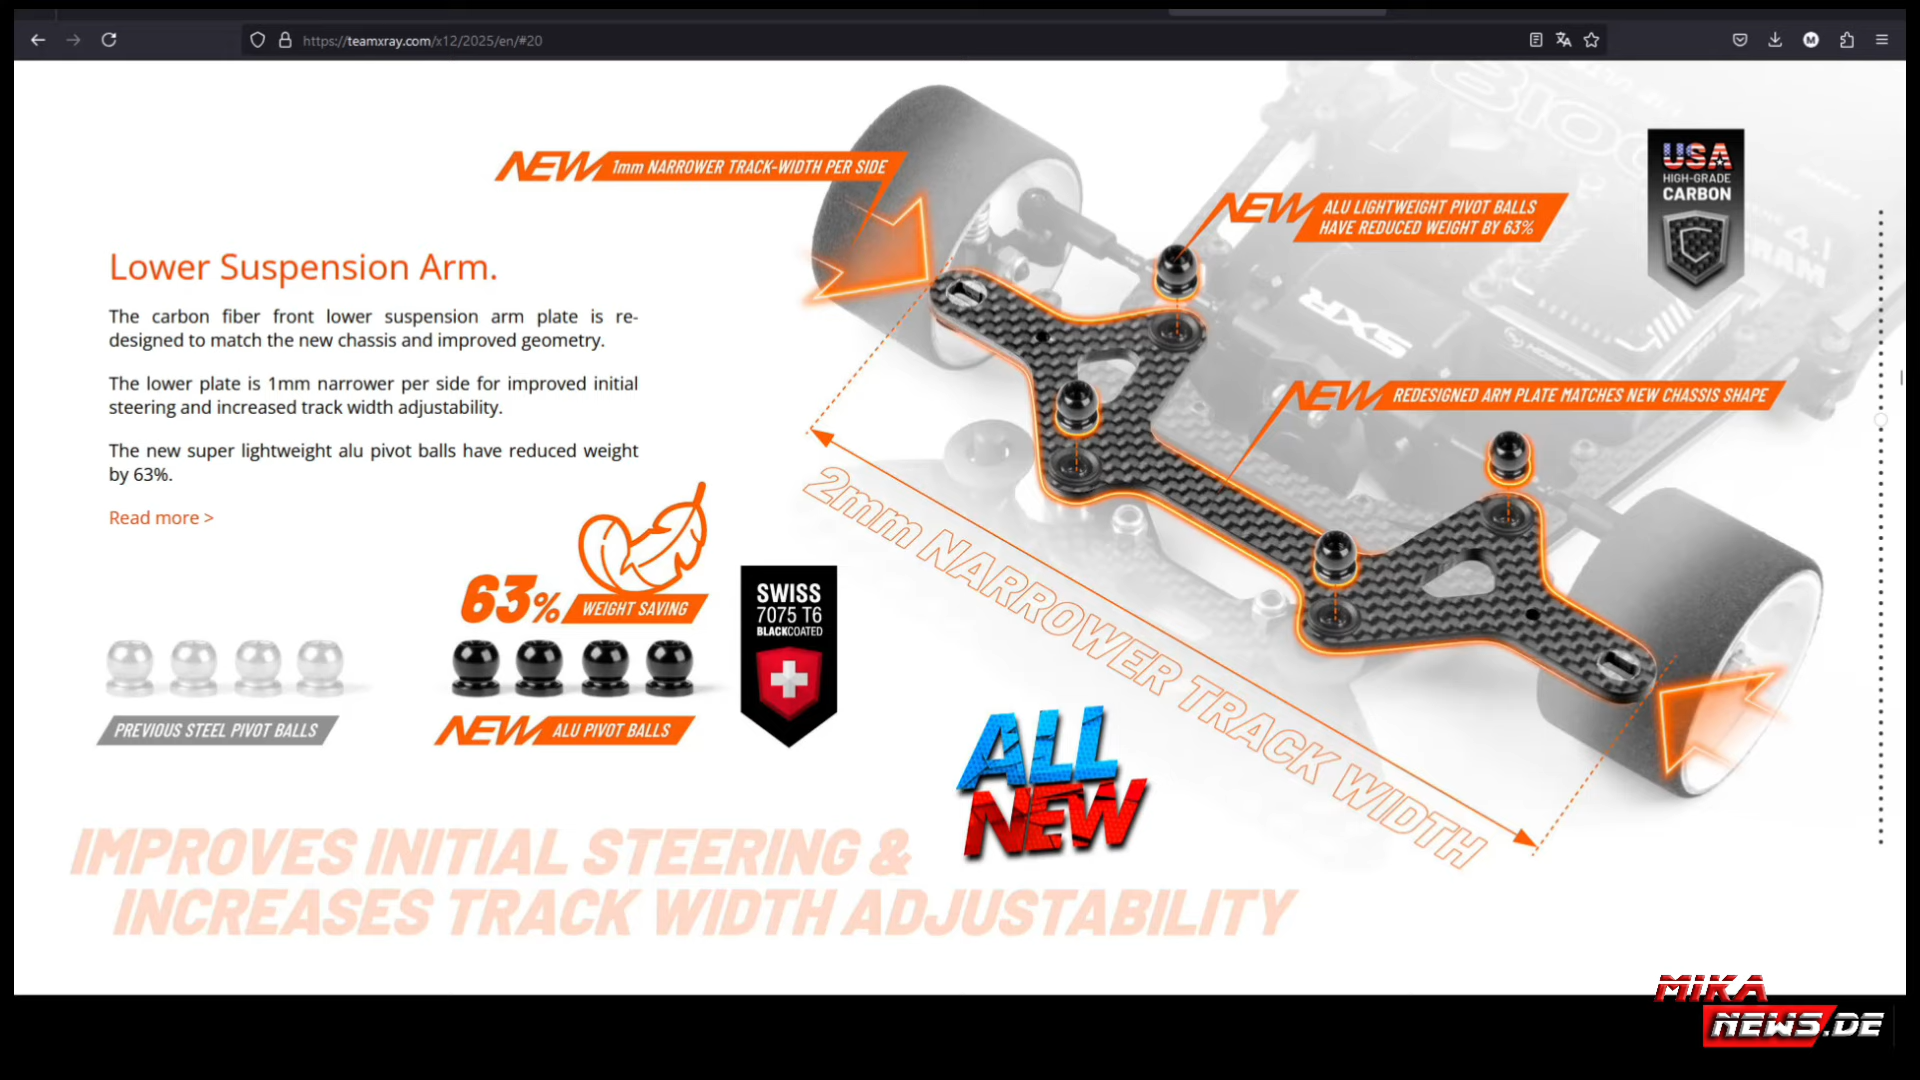 https://teamxray.com/x12/2025/en/#20
NEW 1mm NARROWER TRACK-WIDTH PER SIDE
NEW ALU LIGHTWEIGHT PIVOT BALLS
HAVE REDUCED WEIGHT BY 63%
USA
HIGH-GRADE
CARBON
Lower Suspension Arm.
The carbon fiber front lower suspension arm plate is re-
designed to match the new chassis and improved geometry.
The lower plate is 1mm narrower per side for improved initial
steering and increased track width adjustability.
The new super lightweight alu pivot balls have reduced weight
by 63%.
Read more >
SXR
NEW REDESIGNED ARM PLATE MATCHES NEW CHASSIS SHAPE
63% WEIGHT SAVING
SWISS
7075 T6
BLACKCOATED
PREVIOUS STEEL PIVOT BALLS
NEW ALU PIVOT BALLS
2mm NARROWER TRACK WIDTH
ALL
NEW
IMPROVES INITIAL STEERING &
INCREASES TRACK WIDTH ADJUSTABILITY
MIKA
NEWS.DE